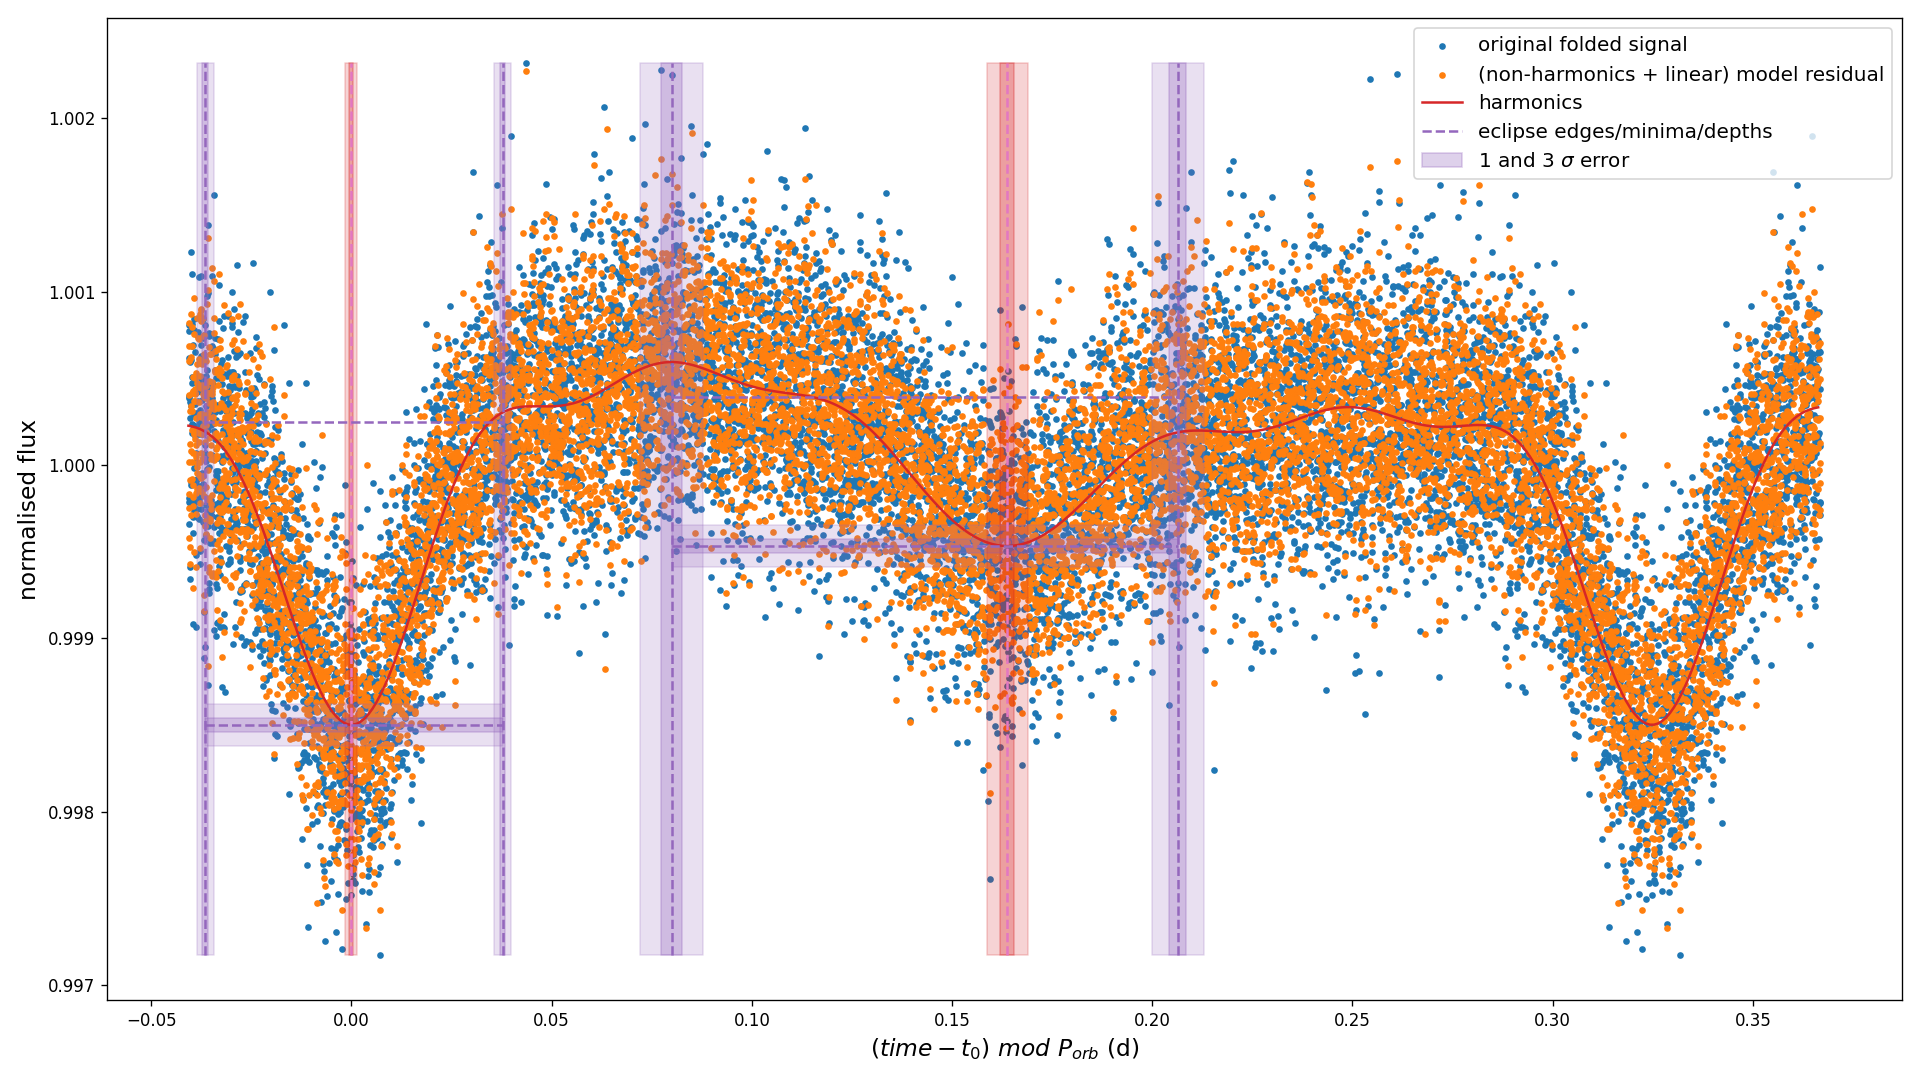 original folded signal
(non-harmonics + linear) model residual
harmonics
eclipse edges/minima/depths
1 and 3 σ error
normalised flux
1.002
1.001
1.000
0.999
0.998
0.997
−0.05
0.00
0.05
0.10
0.15
0.20
0.25
0.30
0.35
(time − t₀) mod Pₒᵣb (d)